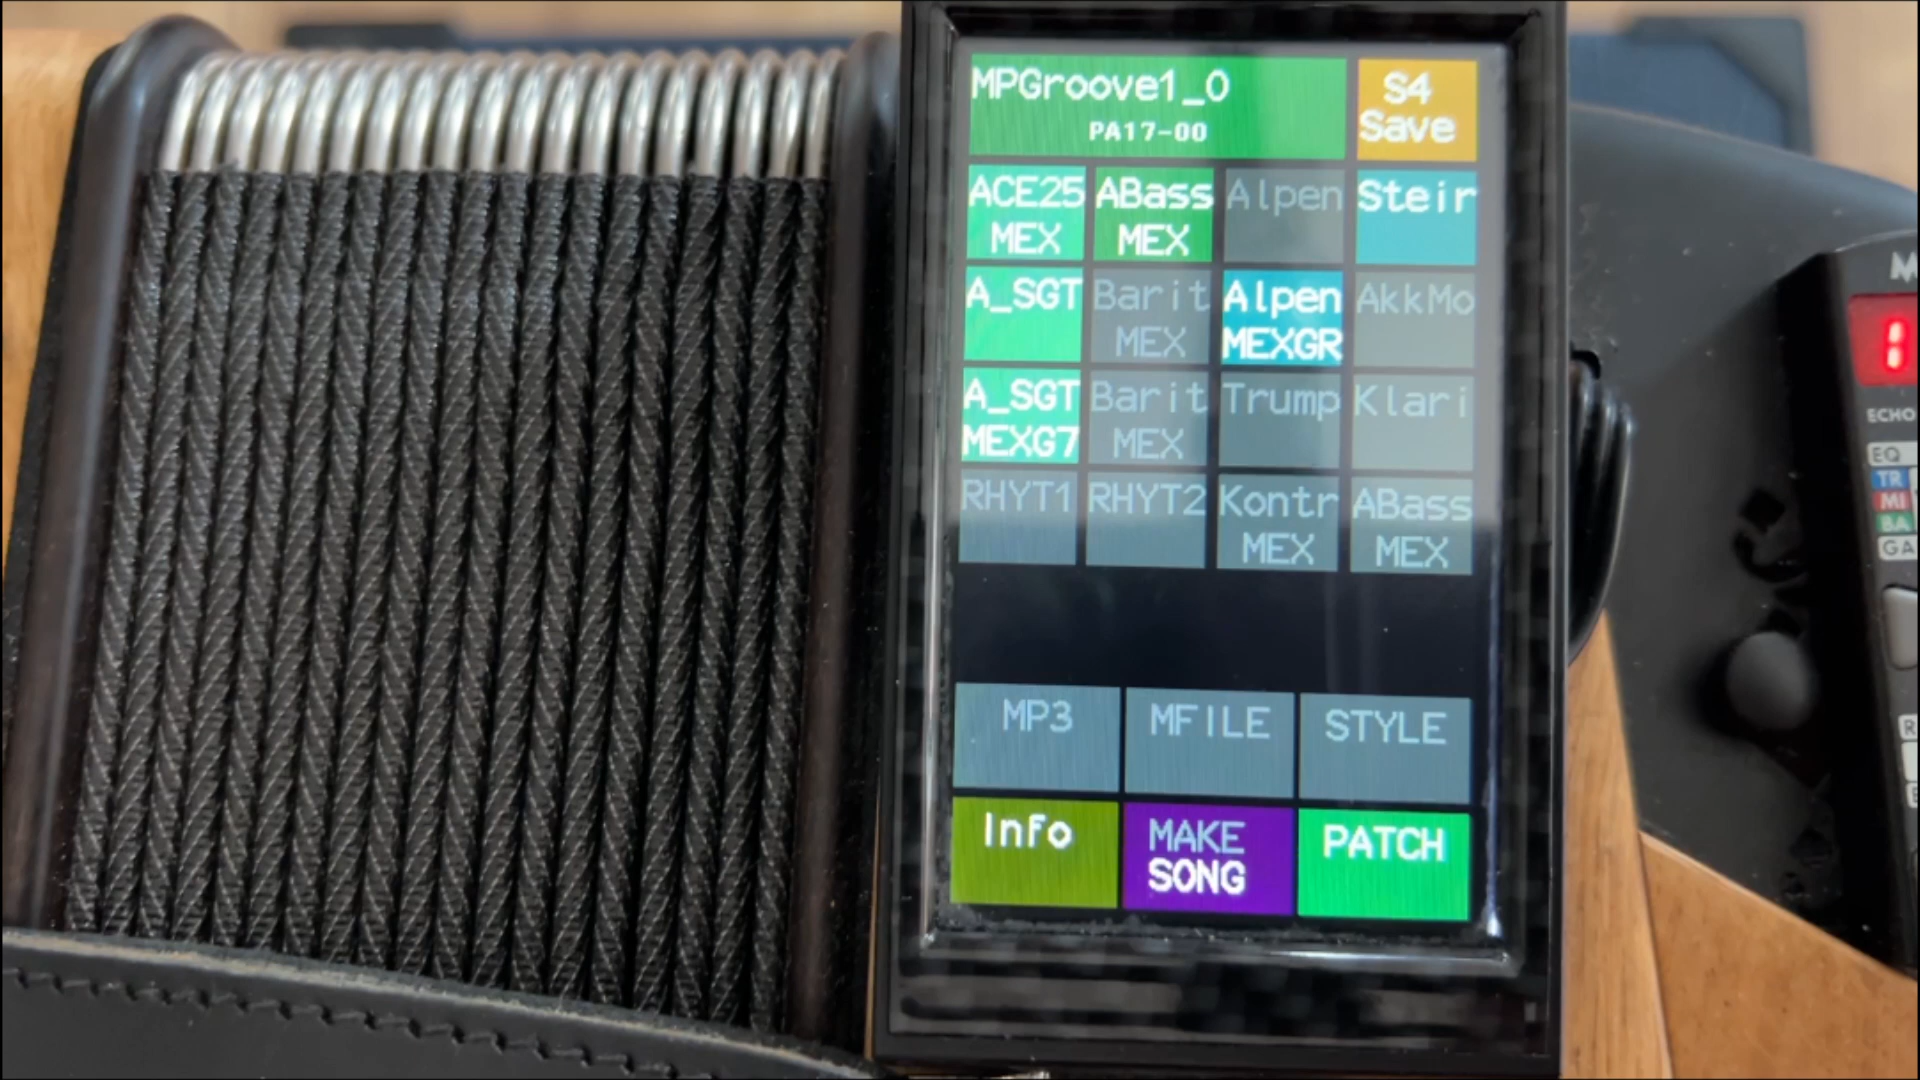 MPGroove1_0
PA17-00
S4
Save
ACE25
MEX
ABass
MEX
Alpen
Steir
A_SGT
Barit
MEX
Alpen
MEXGR
AkkMo
A_SGT
MEXG7
Barit
MEX
Trump
Klari
RHYT1
RHYT2
Kontr
MEX
ABass
MEX
MP3
MFILE
STYLE
Info
MAKE
SONG
PATCH
1
ECHO
EQ
TR
MI
BA
GA